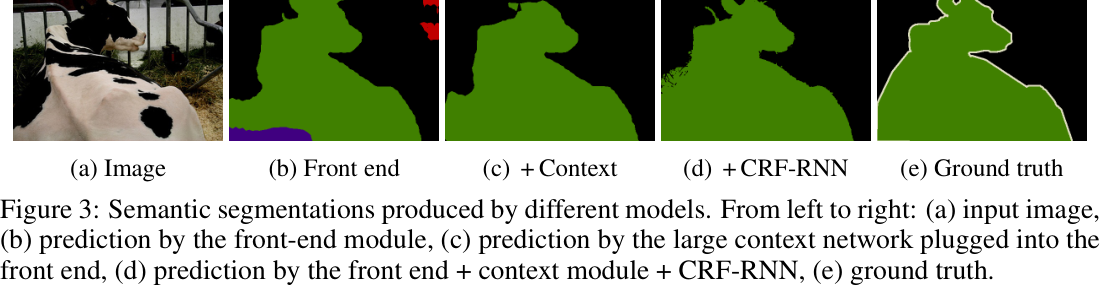 (a) Image (b) Front end (c) + Context (d) + CRF-RNN (e) Ground truth
Figure 3: Semantic segmentations produced by different models. From left to right: (a) input image,
(b) prediction by the front-end module, (c) prediction by the large context network plugged into the
front end, (d) prediction by the front end + context module + CRF-RNN, (e) ground truth.